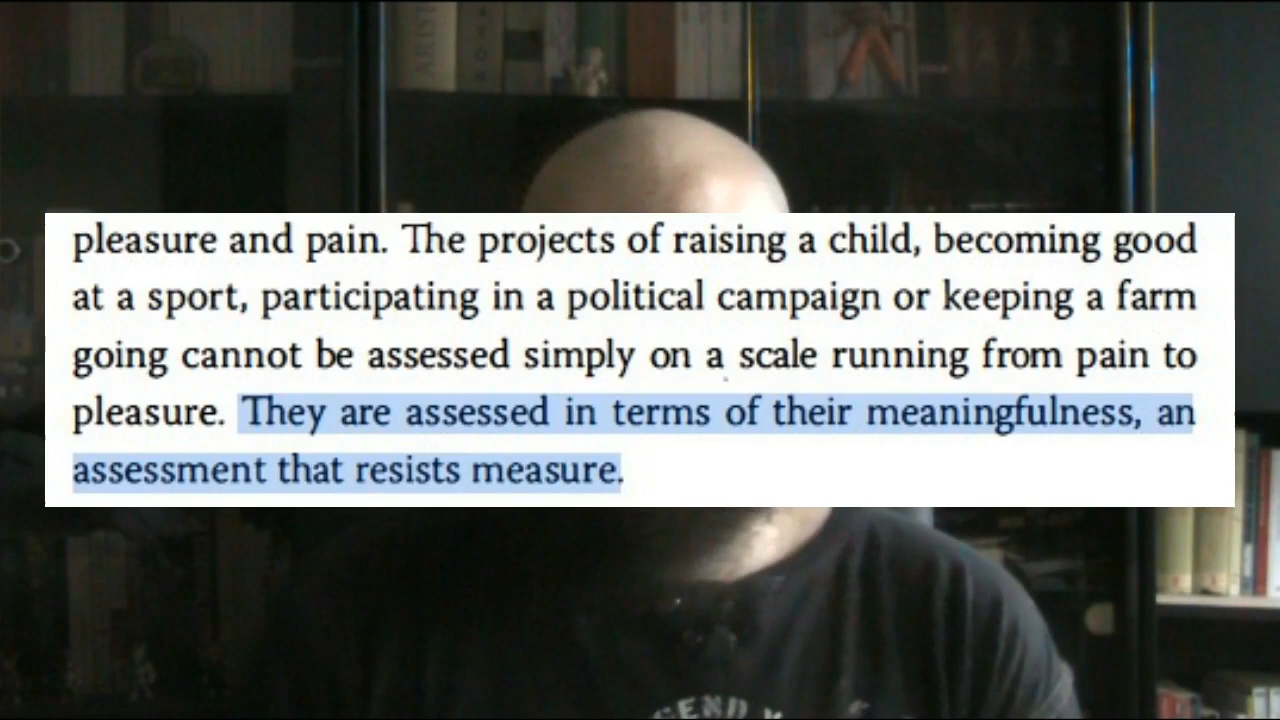 pleasure and pain. The projects of raising a child, becoming good
at a sport, participating in a political campaign or keeping a farm
going cannot be assessed simply on a scale running from pain to
pleasure. They are assessed in terms of their meaningfulness, an
assessment that resists measure.